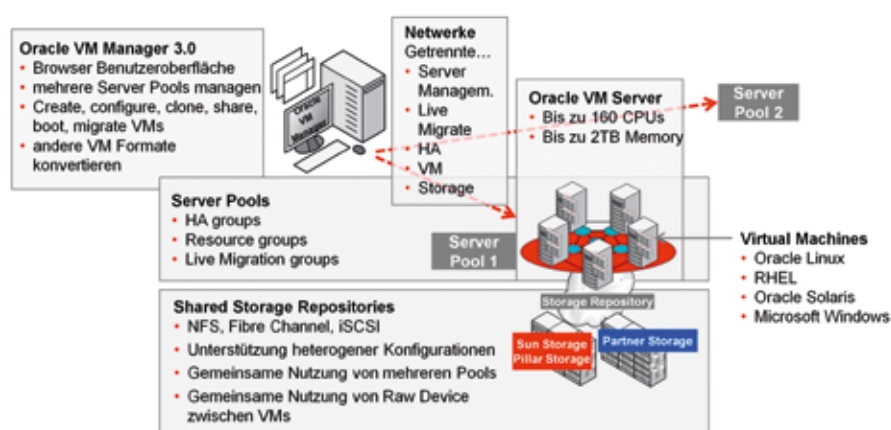 Oracle VM Manager 3.0
• Browser Benutzeroberfläche
• mehrere Server Pools managen
• Create, configure, clone, share,
boot, migrate VMs
• andere VM Formate
konvertieren
Oracle
VM
Manager
Netzwerke
Getrennte...
• Server
Managem.
• Live
Migrate
• HA
• VM
• Storage
Oracle VM Server
• Bis zu 160 CPUs
• Bis zu 2TB Memory
Server
Pool 2
Server Pools
• HA groups
• Resource groups
• Live Migration groups
Server
Pool 1
Virtual Machines
• Oracle Linux
• RHEL
• Oracle Solaris
• Microsoft Windows
Storage Repository
Shared Storage Repositories
• NFS, Fibre Channel, iSCSI
• Unterstützung heterogener Konfigurationen
• Gemeinsame Nutzung von mehreren Pools
• Gemeinsame Nutzung von Raw Device
zwischen VMs
Sun Storage
Pillar Storage
Partner Storage